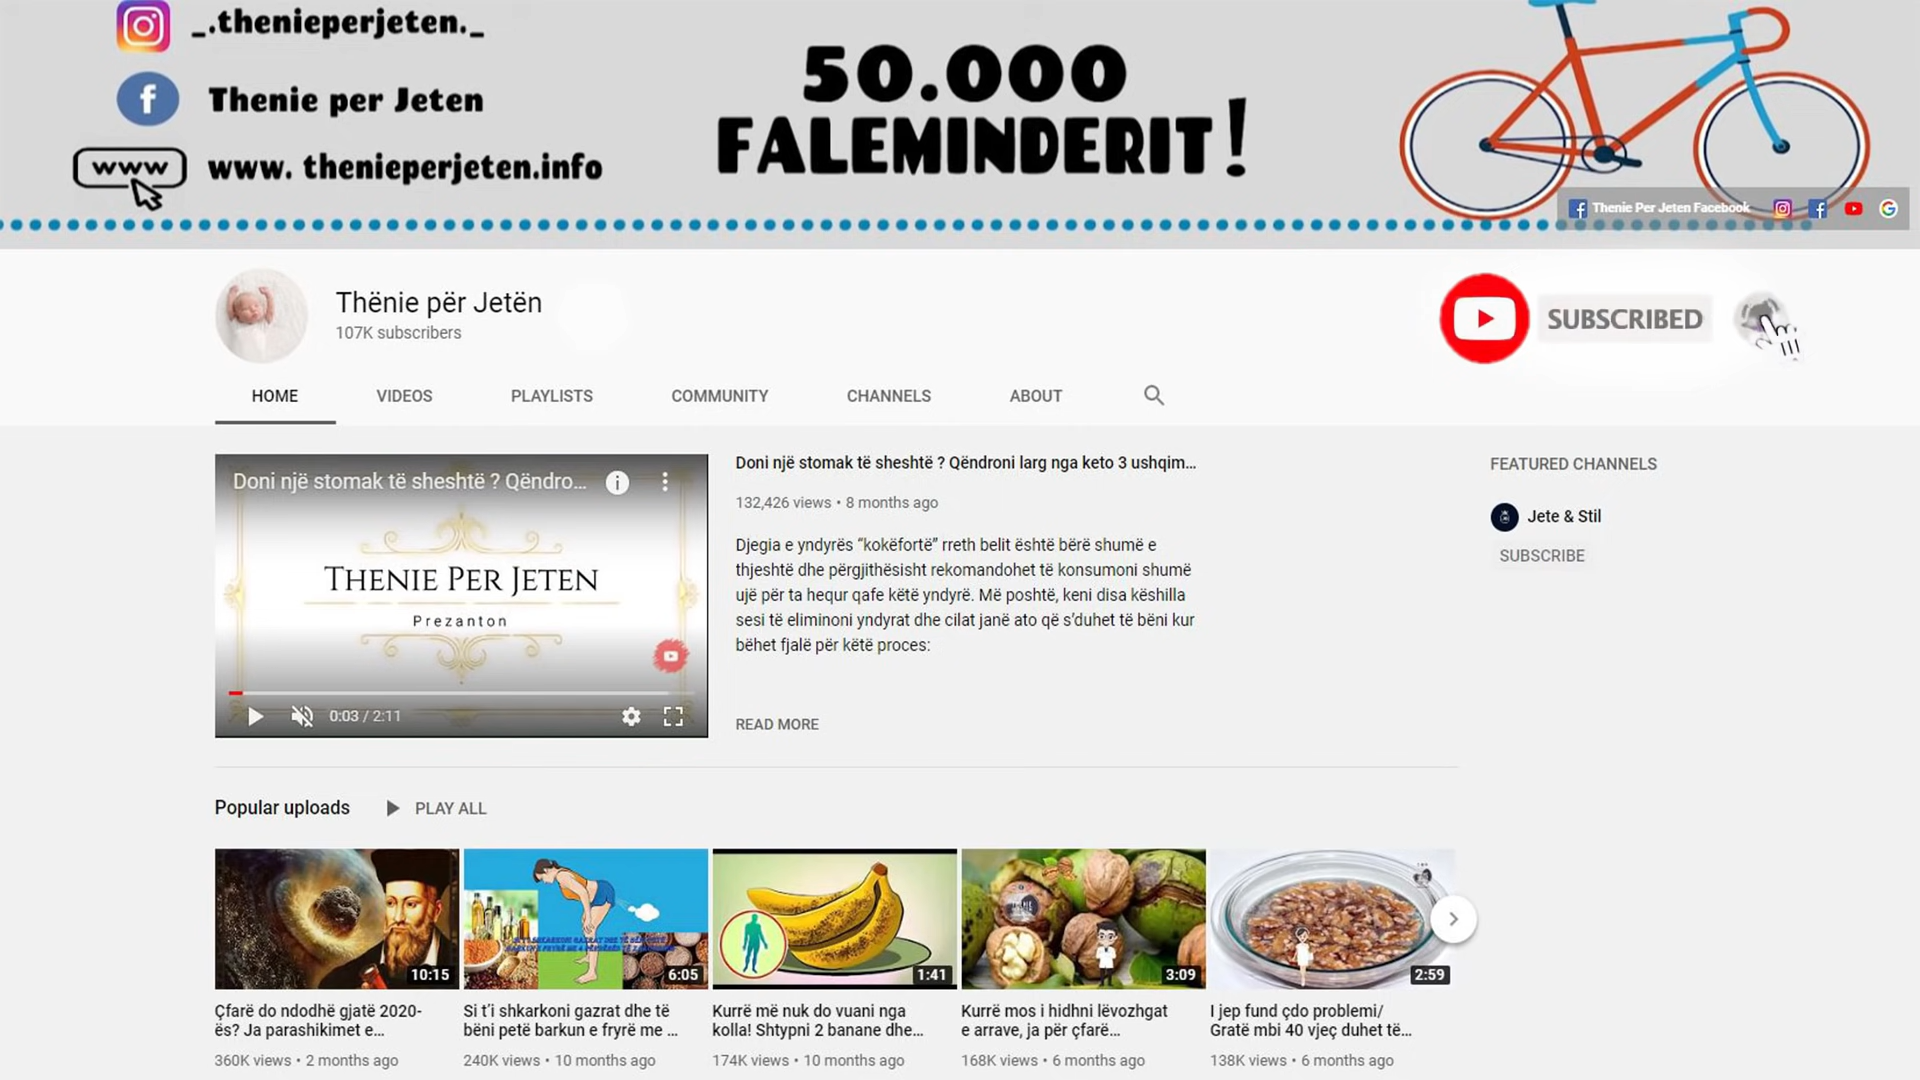 _.thenieperjeten._
Thenie per Jeten
www
www. thenieperjeten.info
50.000
FALEMINDERIT!
Thenie Per Jeten Facebook
Thënie për Jetën
107K subscribers
SUBSCRIBED
HOME
VIDEOS
PLAYLISTS
COMMUNITY
CHANNELS
ABOUT
Doni një stomak të sheshtë ? Qëndro...
THENIE PER JETEN
Prezanton
0:03 / 2:11
Doni një stomak të sheshtë ? Qëndroni larg nga keto 3 ushqim...
132,426 views • 8 months ago
Djegia e yndyrës “kokëfortë” rreth belit është bërë shumë e
thjeshtë dhe përgjithësisht rekomandohet të konsumoni shumë
ujë për ta hequr qafe këtë yndyrë. Më poshtë, keni disa këshilla
sesi të eliminoni yndyrat dhe cilat janë ato që s’duhet të bëni kur
bëhet fjalë për këtë proces:
READ MORE
FEATURED CHANNELS
Jete & Stil
SUBSCRIBE
Popular uploads
PLAY ALL
10:15
6:05
1:41
3:09
2:59
Çfarë do ndodhë gjatë 2020-
ës? Ja parashikimet e...
360K views • 2 months ago
Si t’i shkarkoni gazrat dhe të
bëni petë barkun e fryrë me ...
240K views • 10 months ago
Kurrë më nuk do vuani nga
kolla! Shtypni 2 banane dhe...
174K views • 10 months ago
Kurrë mos i hidhni lëvozhgat
e arrave, ja për çfarë...
168K views • 6 months ago
I jep fund çdo problemi/
Gratë mbi 40 vjeç duhet të...
138K views • 6 months ago